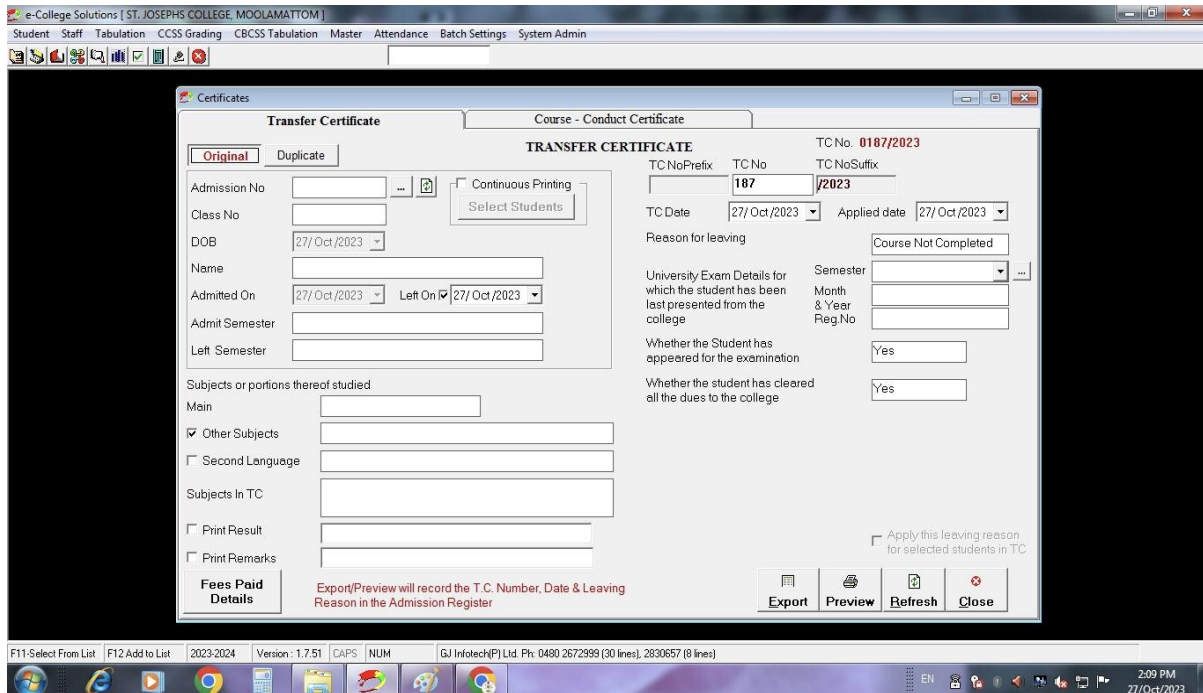 e-College Solutions [ ST. JOSEPHS COLLEGE, MOOLAMATTOM ]
Student Staff Tabulation CCSS Grading CBCSS Tabulation Master Attendance Batch Settings System Admin
Certificates
Transfer Certificate Course - Conduct Certificate
Original Duplicate
TRANSFER CERTIFICATE
TC No. 0187/2023
TC NoPrefix TC No TC NoSuffix
187 /2023
Admission No ...
Continuous Printing
Select Students
Class No
TC Date 27/Oct/2023 Applied date 27/Oct/2023
DOB 27/Oct/2023
Reason for leaving Course Not Completed
Name
Admitted On 27/Oct/2023 Left On 27/Oct/2023
Admit Semester
Left Semester
University Exam Details for
which the student has been
last presented from the
college
Semester ...
Month
& Year
Reg.No
Whether the Student has
appeared for the examination
Yes
Whether the student has cleared
all the dues to the college
Yes
Subjects or portions thereof studied
Main
Other Subjects
Second Language
Subjects In TC
Print Result
Print Remarks
Apply this leaving reason
for selected students in TC
Fees Paid
Details
Export/Preview will record the T.C. Number, Date & Leaving
Reason in the Admission Register
Export Preview Refresh Close
F11-Select From List F12 Add to List 2023-2024 Version : 1.7.51 CAPS NUM GJ Infotech(P) Ltd. Ph: 0480 2672999 (30 lines), 2830657 (8 lines)
EN 2:09 PM
27/Oct/2023